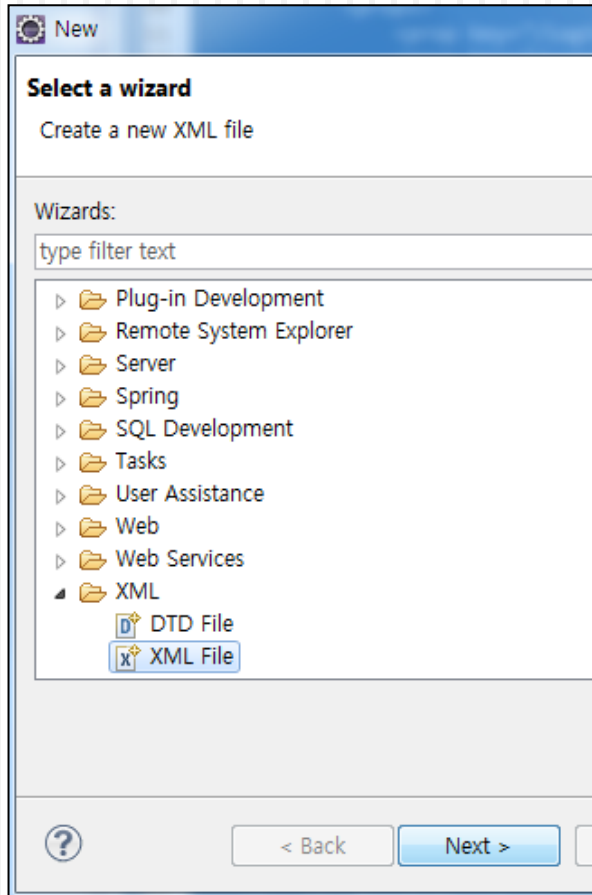 New
Select a wizard
Create a new XML file
Wizards:
type filter text
Plug-in Development
Remote System Explorer
Server
Spring
SQL Development
Tasks
User Assistance
Web
Web Services
XML
DTD File
XML File
< Back Next >